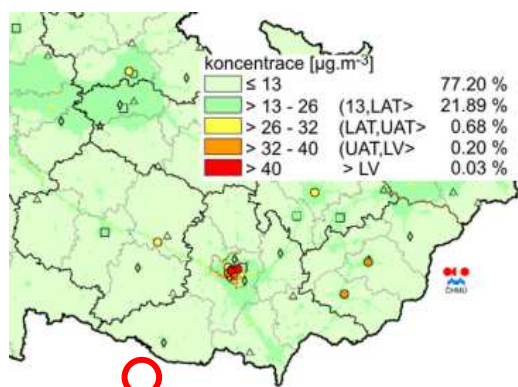 koncentrace [µg.m⁻³]
≤ 13 77.20 %
> 13 - 26 (13,LAT> 21.89 %
> 26 - 32 (LAT,UAT> 0.68 %
> 32 - 40 (UAT,LV> 0.20 %
> 40 > LV 0.03 %
ČHMÚ